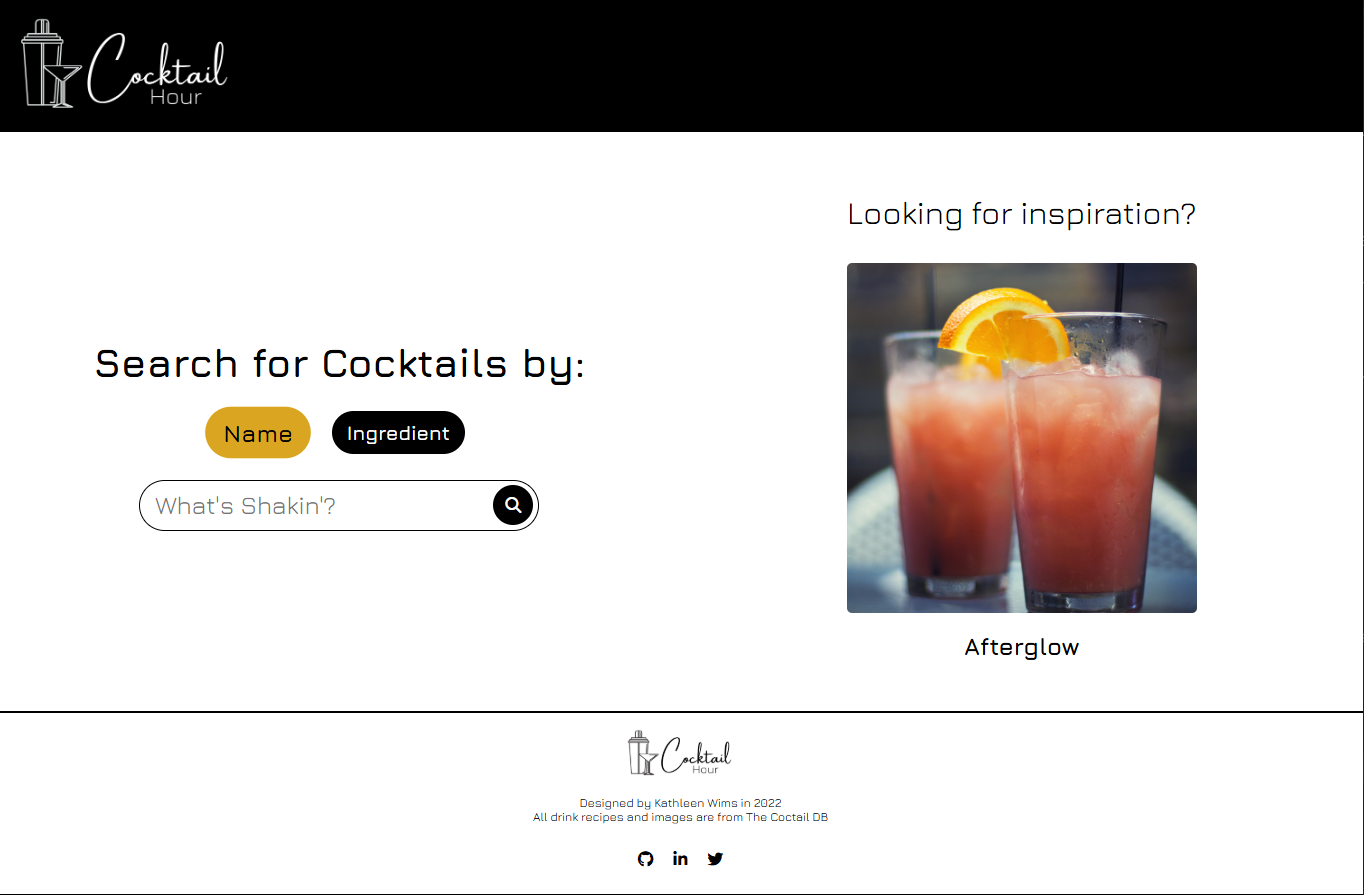 Cocktail
Hour
Looking for inspiration?
Search for Cocktails by:
Name Ingredient
What's Shakin'?
Afterglow
Cocktail
Hour
Designed by Kathleen Wims in 2022
All drink recipes and images are from The Coctail DB
in